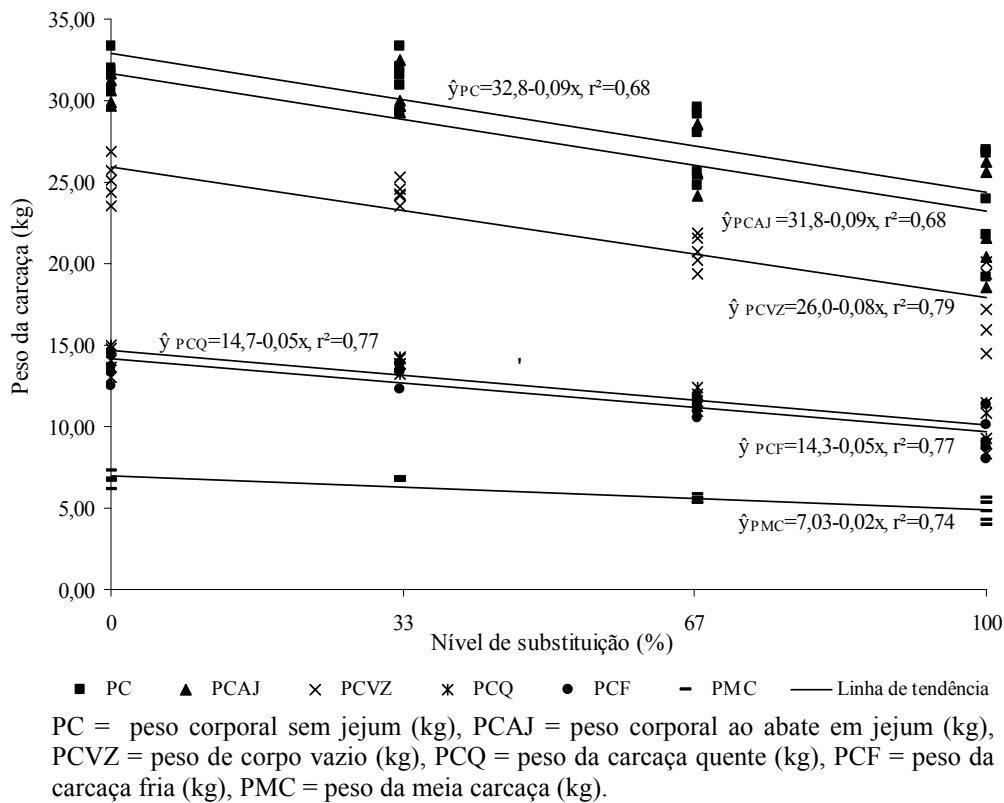 35,00
30,00
25,00
20,00
15,00
10,00
5,00
0,00
Peso da carcaça (kg)
ŷPC=32,8-0,09x, r²=0,68
ŷPCAJ =31,8-0,09x, r²=0,68
ŷ PCVZ=26,0-0,08x, r²=0,79
ŷ PCQ=14,7-0,05x, r²=0,77
ŷ PCF=14,3-0,05x, r²=0,77
ŷPMC=7,03-0,02x, r²=0,74
0 33 67 100
Nível de substituição (%)
PC PCAJ PCVZ PCQ PCF PMC Linha de tendência
PC = peso corporal sem jejum (kg), PCAJ = peso corporal ao abate em jejum (kg),
PCVZ = peso de corpo vazio (kg), PCQ = peso da carcaça quente (kg), PCF = peso da
carcaça fria (kg), PMC = peso da meia carcaça (kg).